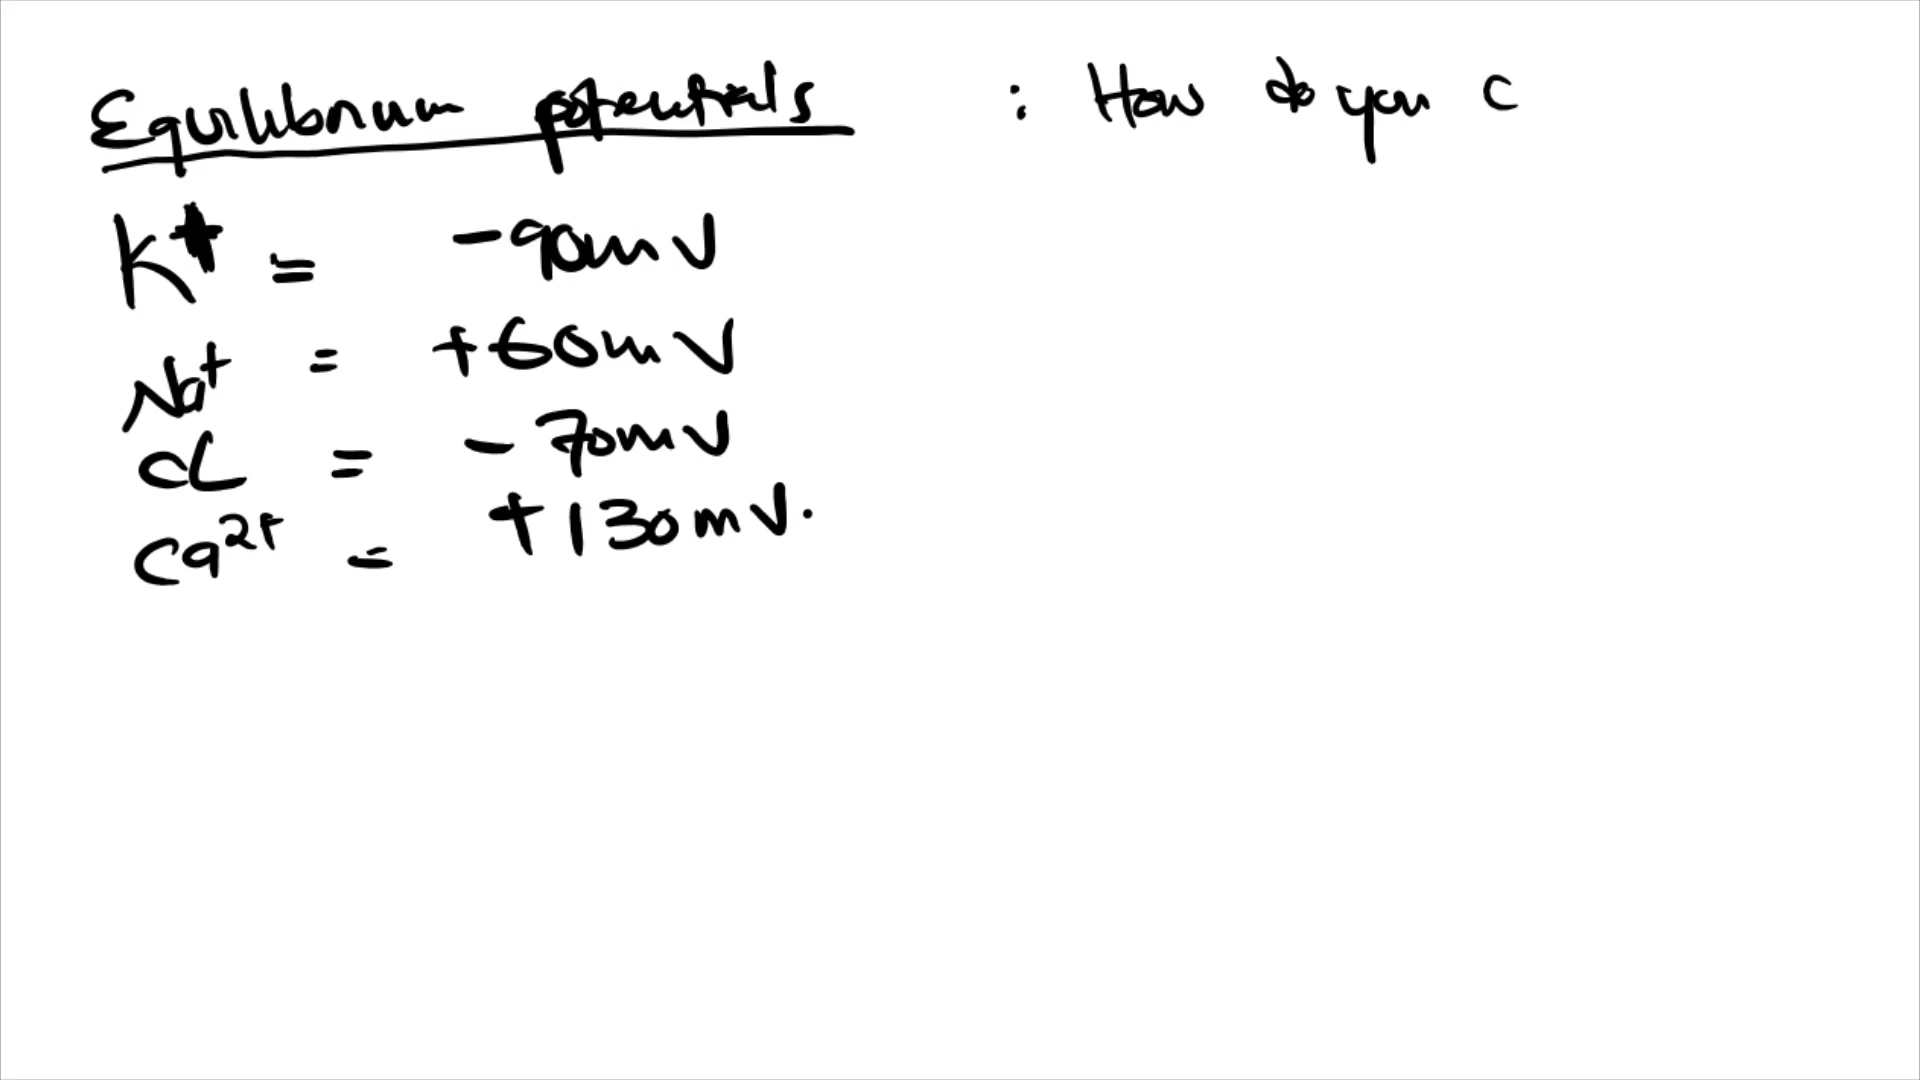 Equilibrium potentials : How do you c
K+ = -90mV
Na+ = +60mV
CL = -70mV
Ca2+ = +130mV.